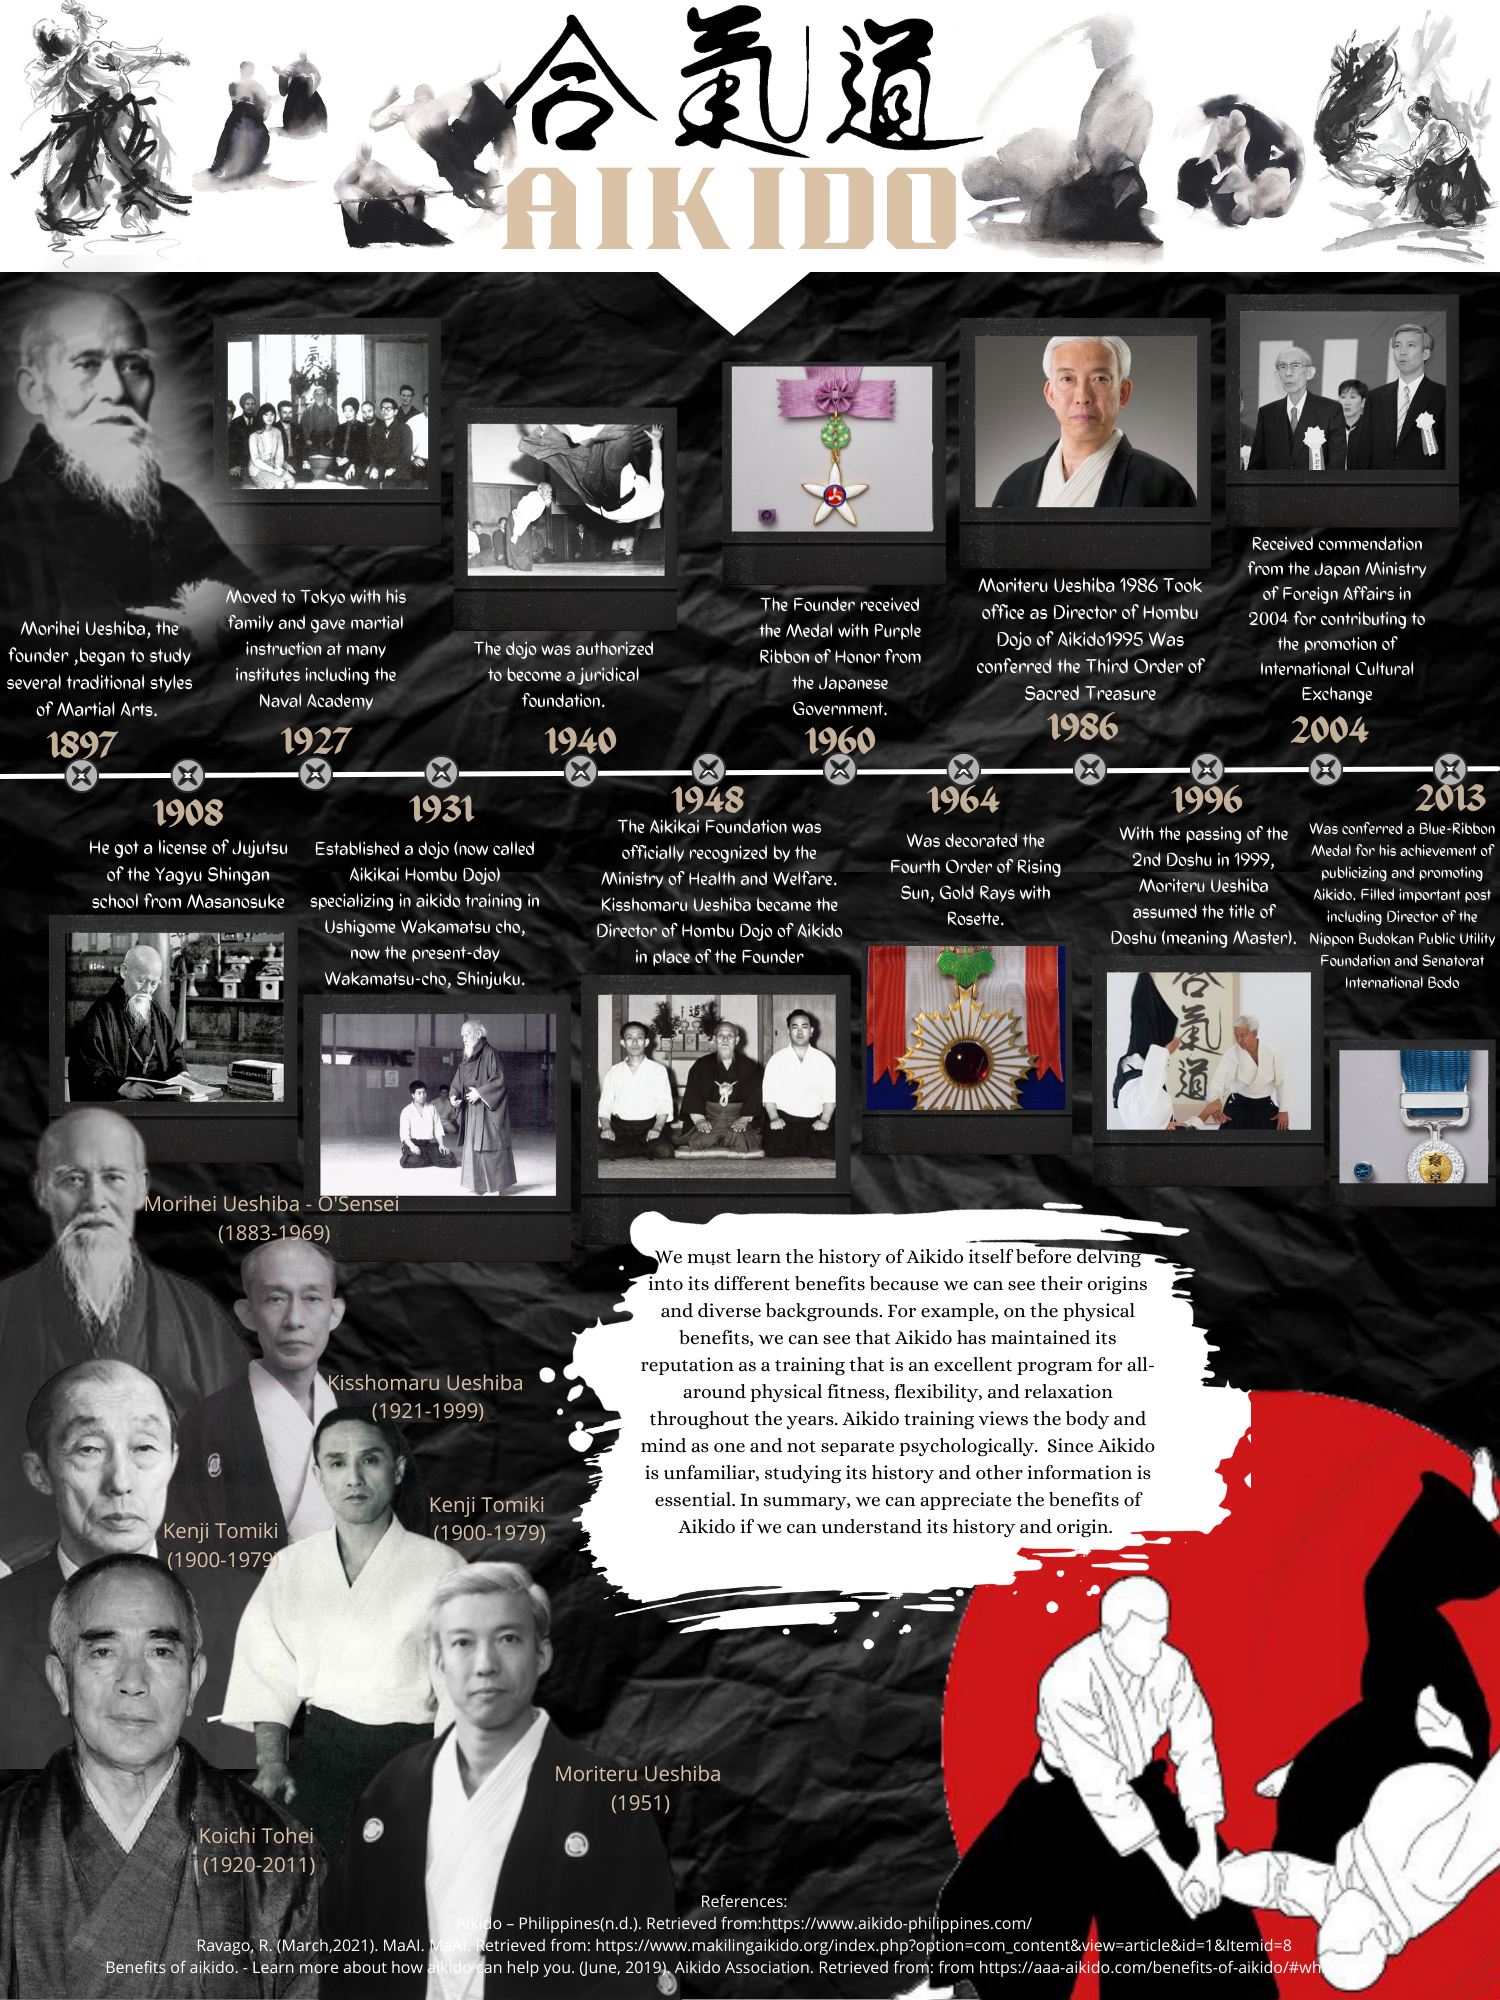 合氣道
AIKIDO
Morihei Ueshiba, the
founder ,began to study
several traditional styles
of Martial Arts.
1897
Moved to Tokyo with his
family and gave martial
instruction at many
institutes including the
Naval Academy
1927
The dojo was authorized
to become a juridical
foundation.
1940
The Founder received
the Medal with Purple
Ribbon of Honor from
the Japanese
Government.
1960
Moriteru Ueshiba 1986 Took
office as Director of Hombu
Dojo of Aikido1995 Was
conferred the Third Order of
Sacred Treasure
1986
Received commendation
from the Japan Ministry
of Foreign Affairs in
2004 for contributing to
the promotion of
International Cultural
Exchange
2004
1908
He got a license of Jujutsu
of the Yagyu Shingan
school from Masanosuke
1931
Established a dojo (now called
Aikikai Hombu Dojo)
specializing in aikido training in
Ushigome Wakamatsu cho,
now the present-day
Wakamatsu-cho, Shinjuku.
1948
The Aikikai Foundation was
officially recognized by the
Ministry of Health and Welfare.
Kisshomaru Ueshiba became the
Director of Hombu Dojo of Aikido
in place of the Founder
1964
Was decorated the
Fourth Order of Rising
Sun, Gold Rays with
Rosette.
1996
With the passing of the
2nd Doshu in 1999,
Moriteru Ueshiba
assumed the title of
Doshu (meaning Master).
合氣道
2013
Was conferred a Blue-Ribbon
Medal for his achievement of
publicizing and promoting
Aikido. Filled important post
including Director of the
Nippon Budokan Public Utility
Foundation and Senatorat
International Bodo
Morihei Ueshiba - O'Sensei
(1883-1969)
Kisshomaru Ueshiba
(1921-1999)
Kenji Tomiki
(1900-1979)
Kenji Tomiki
(1900-1979)
Moriteru Ueshiba
(1951)
Koichi Tohei
(1920-2011)
We must learn the history of Aikido itself before delving
into its different benefits because we can see their origins
and diverse backgrounds. For example, on the physical
benefits, we can see that Aikido has maintained its
reputation as a training that is an excellent program for all-
around physical fitness, flexibility, and relaxation
throughout the years. Aikido training views the body and
mind as one and not separate psychologically.  Since Aikido
is unfamiliar, studying its history and other information is
essential. In summary, we can appreciate the benefits of
Aikido if we can understand its history and origin.
References:
Aikido – Philippines(n.d.). Retrieved from:https://www.aikido-philippines.com/
Ravago, R. (March,2021). MaAI. MaAI. Retrieved from: https://www.makilingaikido.org/index.php?option=com_content&view=article&id=1&Itemid=8
Benefits of aikido. - Learn more about how aikido can help you. (June, 2019). Aikido Association. Retrieved from: from https://aaa-aikido.com/benefits-of-aikido/#wh